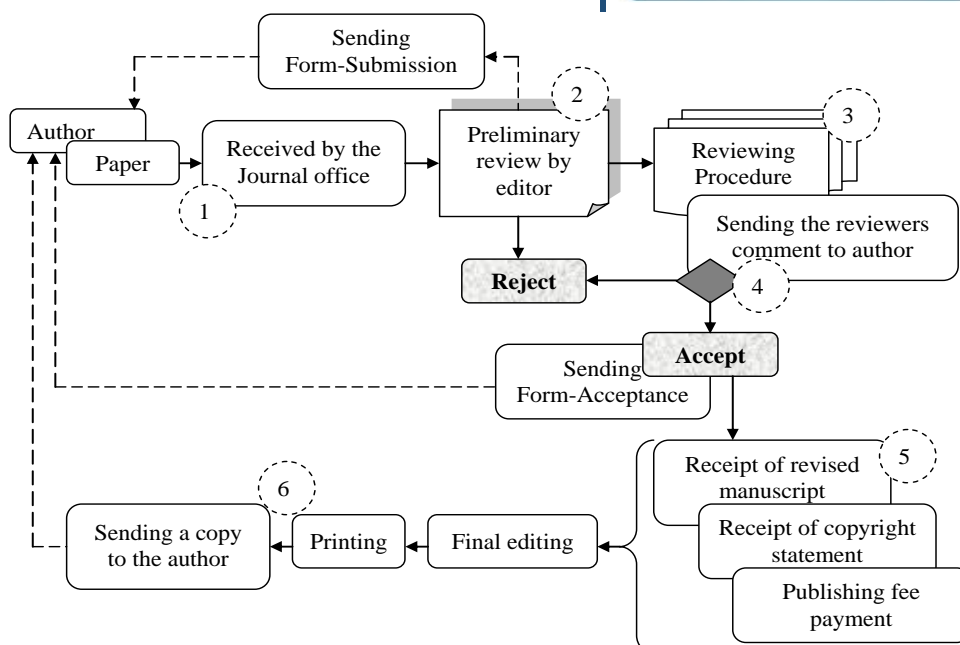 Sending
Form-Submission
2
3
Author
Paper
Received by the
Journal office
1
Preliminary
review by
editor
Reviewing
Procedure
Sending the reviewers
comment to author
Reject
4
Accept
Sending
Form-Acceptance
5
Receipt of revised
manuscript
Receipt of copyright
statement
Publishing fee
payment
6
Sending a copy
to the author
Printing
Final editing